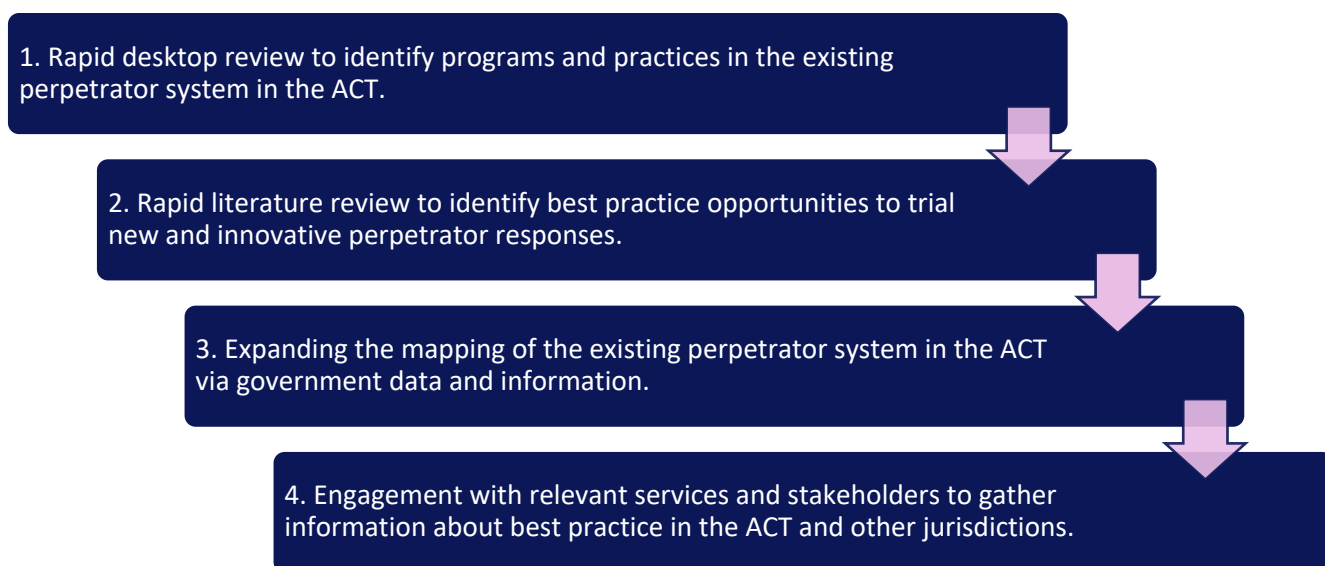 1. Rapid desktop review to identify programs and practices in the existing
perpetrator system in the ACT.
2. Rapid literature review to identify best practice opportunities to trial
new and innovative perpetrator responses.
3. Expanding the mapping of the existing perpetrator system in the ACT
via government data and information.
4. Engagement with relevant services and stakeholders to gather
information about best practice in the ACT and other jurisdictions.